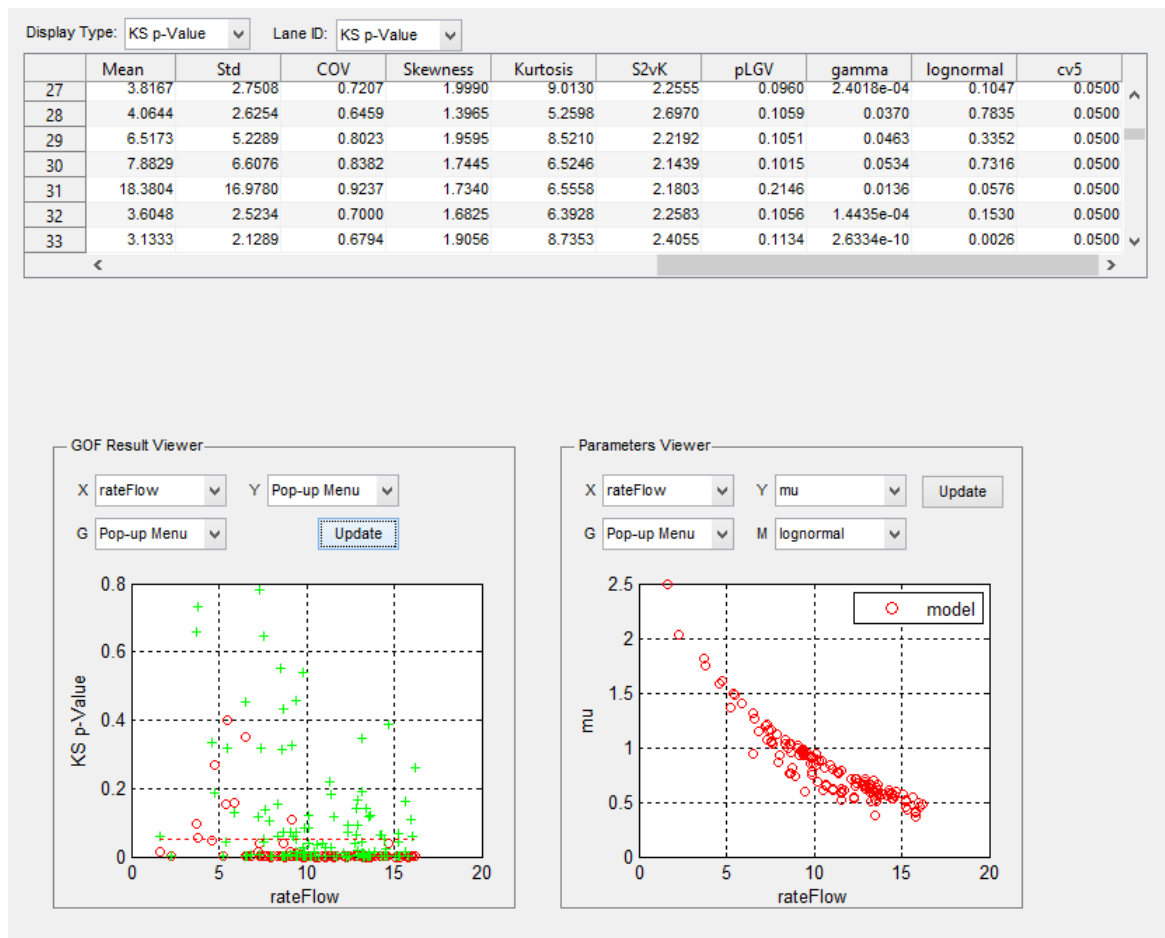 Display Type: KS p-Value Lane ID: KS p-Value
Mean Std COV Skewness Kurtosis S2vK pLGV gamma lognormal cv5
27 3.8167 2.7508 0.7207 1.9990 9.0130 2.2555 0.0960 2.4018e-04 0.1047 0.0500
28 4.0644 2.6254 0.6459 1.3965 5.2598 2.6970 0.1059 0.0370 0.7835 0.0500
29 6.5173 5.2289 0.8023 1.9595 8.5210 2.2192 0.1051 0.0463 0.3352 0.0500
30 7.8829 6.6076 0.8382 1.7445 6.5246 2.1439 0.1015 0.0534 0.7316 0.0500
31 18.3804 16.9780 0.9237 1.7340 6.5558 2.1803 0.2146 0.0136 0.0576 0.0500
32 3.6048 2.5234 0.7000 1.6825 6.3928 2.2583 0.1056 1.4435e-04 0.1530 0.0500
33 3.1333 2.1289 0.6794 1.9056 8.7353 2.4055 0.1134 2.6334e-10 0.0026 0.0500
GOF Result Viewer
X rateFlow Y Pop-up Menu
G Pop-up Menu Update
0.8
0.6
0.4
0.2
0
KS p-Value
0 5 10 15 20
rateFlow
Parameters Viewer
X rateFlow Y mu Update
G Pop-up Menu M lognormal
2.5
2
1.5
1
0.5
0
mu
model
0 5 10 15 20
rateFlow